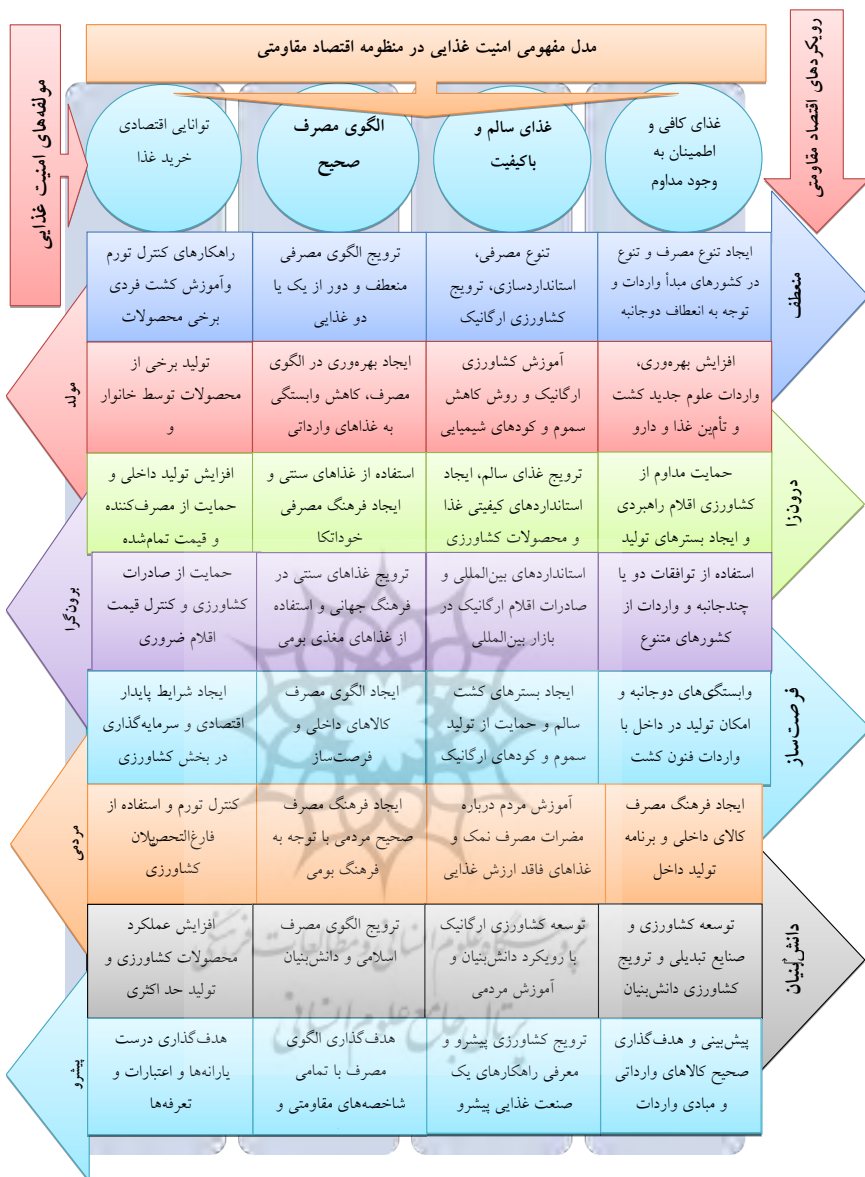 مدل مفهومی امنیت غذایی در منظومه اقتصاد مقاومتی
رویکردهای اقتصاد مقاومتی
مولفه‌های امنیت غذایی
غذای کافی و
اطمینان به
وجود مداوم
غذای سالم و
باکیفیت
الگوی مصرف
صحیح
توانایی اقتصادی
خرید غذا
منعطف
ایجاد تنوع مصرف و تنوع
در کشورهای مبدأ واردات و
توجه به انعطاف دوجانبه
تنوع مصرفی،
استانداردسازی، ترویج
کشاورزی ارگانیک
ترویج الگوی مصرفی
منعطف و دور از یک یا
دو غذایی
راهکارهای کنترل تورم
وآموزش کشت فردی
برخی محصولات
مولد
افزایش بهره‌وری،
واردات علوم جدید کشت
و تأمین غذا و دارو
آموزش کشاورزی
ارگانیک و روش کاهش
سموم و کودهای شیمیایی
ایجاد بهره‌وری در الگوی
مصرف، کاهش وابستگی
به غذاهای وارداتی
تولید برخی از
محصولات توسط خانوار
و
درون‌زا
حمایت مداوم از
کشاورزی اقلام راهبردی
و ایجاد بسترهای تولید
ترویج غذای سالم، ایجاد
استانداردهای کیفیتی غذا
و محصولات کشاورزی
استفاده از غذاهای سنتی و
ایجاد فرهنگ مصرفی
خوداتکا
افزایش تولید داخلی و
حمایت از مصرف‌کننده
و قیمت تمام‌شده
برون‌گرا
استفاده از توافقات دو یا
چندجانبه و واردات از
کشورهای متنوع
استانداردهای بین‌المللی و
صادرات اقلام ارگانیک در
بازار بین‌المللی
ترویج غذاهای سنتی در
فرهنگ جهانی و استفاده
از غذاهای مغذی بومی
حمایت از صادرات
کشاورزی و کنترل قیمت
اقلام ضروری
فرصت‌ساز
وابستگی‌های دوجانبه و
امکان تولید در داخل با
واردات فنون کشت
ایجاد بسترهای کشت
سالم و حمایت از تولید
سموم و کودهای ارگانیک
ایجاد الگوی مصرف
کالاهای داخلی و
فرصت‌ساز
ایجاد شرایط پایدار
اقتصادی و سرمایه‌گذاری
در بخش کشاورزی
مردمی
ایجاد فرهنگ مصرف
کالای داخلی و برنامه
تولید داخل
آموزش مردم درباره
مضرات مصرف نمک و
غذاهای فاقد ارزش غذایی
ایجاد فرهنگ مصرف
صحیح مردمی با توجه به
فرهنگ بومی
کنترل تورم و استفاده از
فارغ‌التحصیلان
کشاورزی
دانش‌بنیان
توسعه کشاورزی و
صنایع تبدیلی و ترویج
کشاورزی دانش‌بنیان
توسعه کشاورزی ارگانیک
با رویکرد دانش‌بنیان و
آموزش مردمی
ترویج الگوی مصرف
اسلامی و دانش‌بنیان
افزایش عملکرد
محصولات کشاورزی و
تولید حد اکثری
پیشرو
پیش‌بینی و هدف‌گذاری
صحیح کالاهای وارداتی
و مبادی واردات
ترویج کشاورزی پیشرو و
معرفی راهکارهای یک
صنعت غذایی پیشرو
هدف‌گذاری الگوی
مصرف با تمامی
شاخصه‌های مقاومتی و
هدف‌گذاری درست
یارانه‌ها و اعتبارات و
تعرفه‌ها
پژوهشگاه علوم انسانی و مطالعات فرهنگی
پرتال جامع علوم انسانی